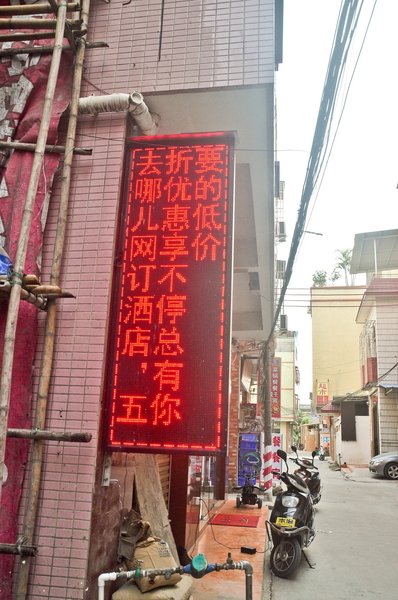 去哪儿网订酒店，五
折优惠享不停总有你
要的低价